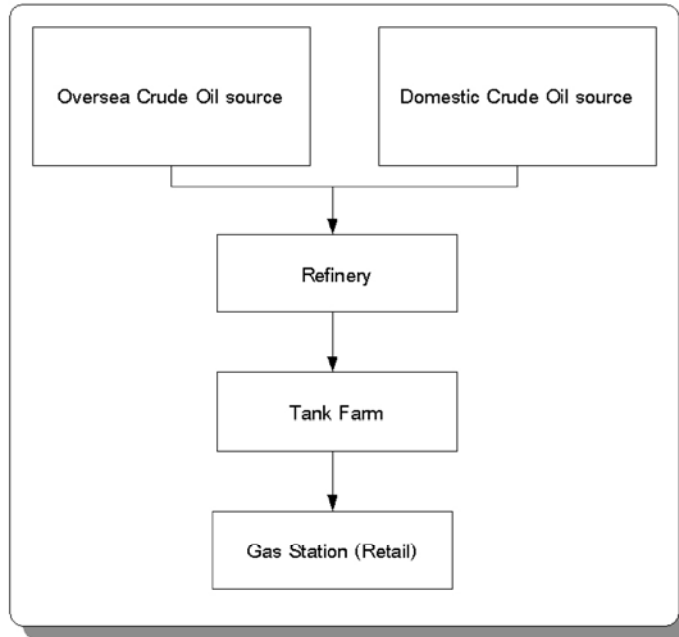 Oversea Crude Oil source
Domestic Crude Oil source
Refinery
Tank Farm
Gas Station (Retail)